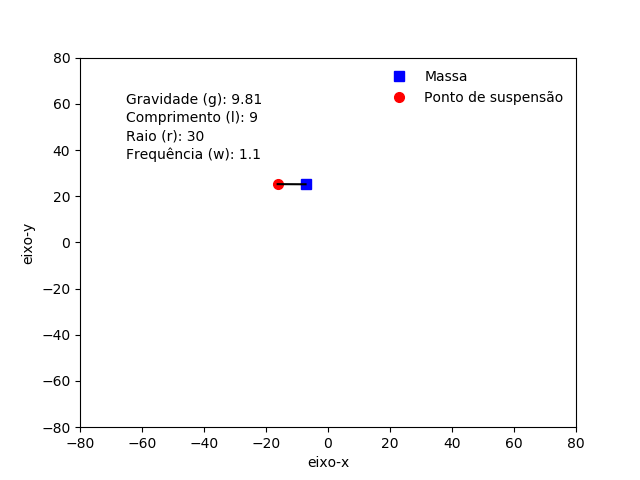 80
60
40
20
0
−20
−40
−60
−80
Gravidade (g): 9.81
Comprimento (l): 9
Raio (r): 30
Frequência (w): 1.1
Massa
Ponto de suspensão
eixo-y
−80 −60 −40 −20 0 20 40 60 80
eixo-x